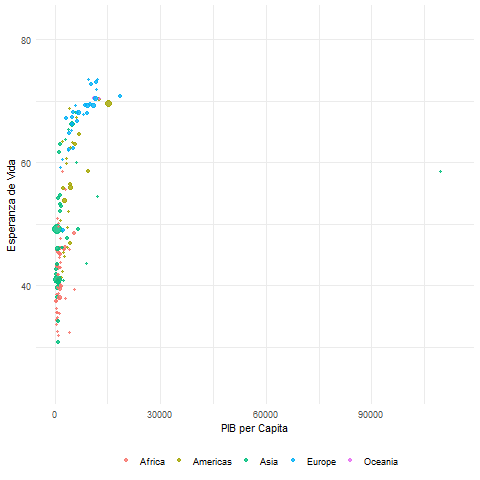 80
60
40
Esperanza de Vida
0 30000 60000 90000
PIB per Capita
Africa Americas Asia Europe Oceania